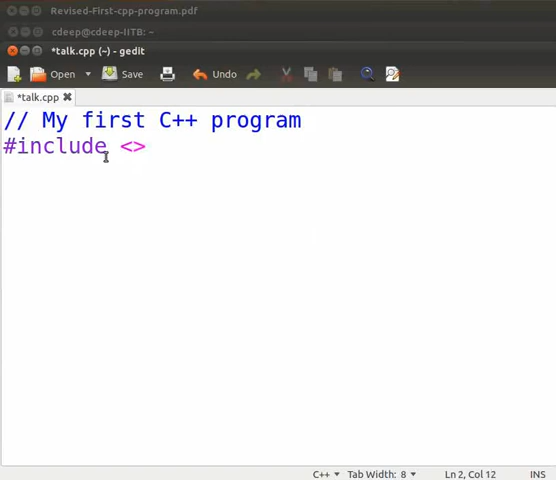 Revised-First-cpp-program.pdf
cdeep@cdeep-IITB: ~
*talk.cpp (~) - gedit
Open Save Undo
*talk.cpp
// My first C++ program
#include <>
C++ Tab Width: 8 Ln 2, Col 12 INS